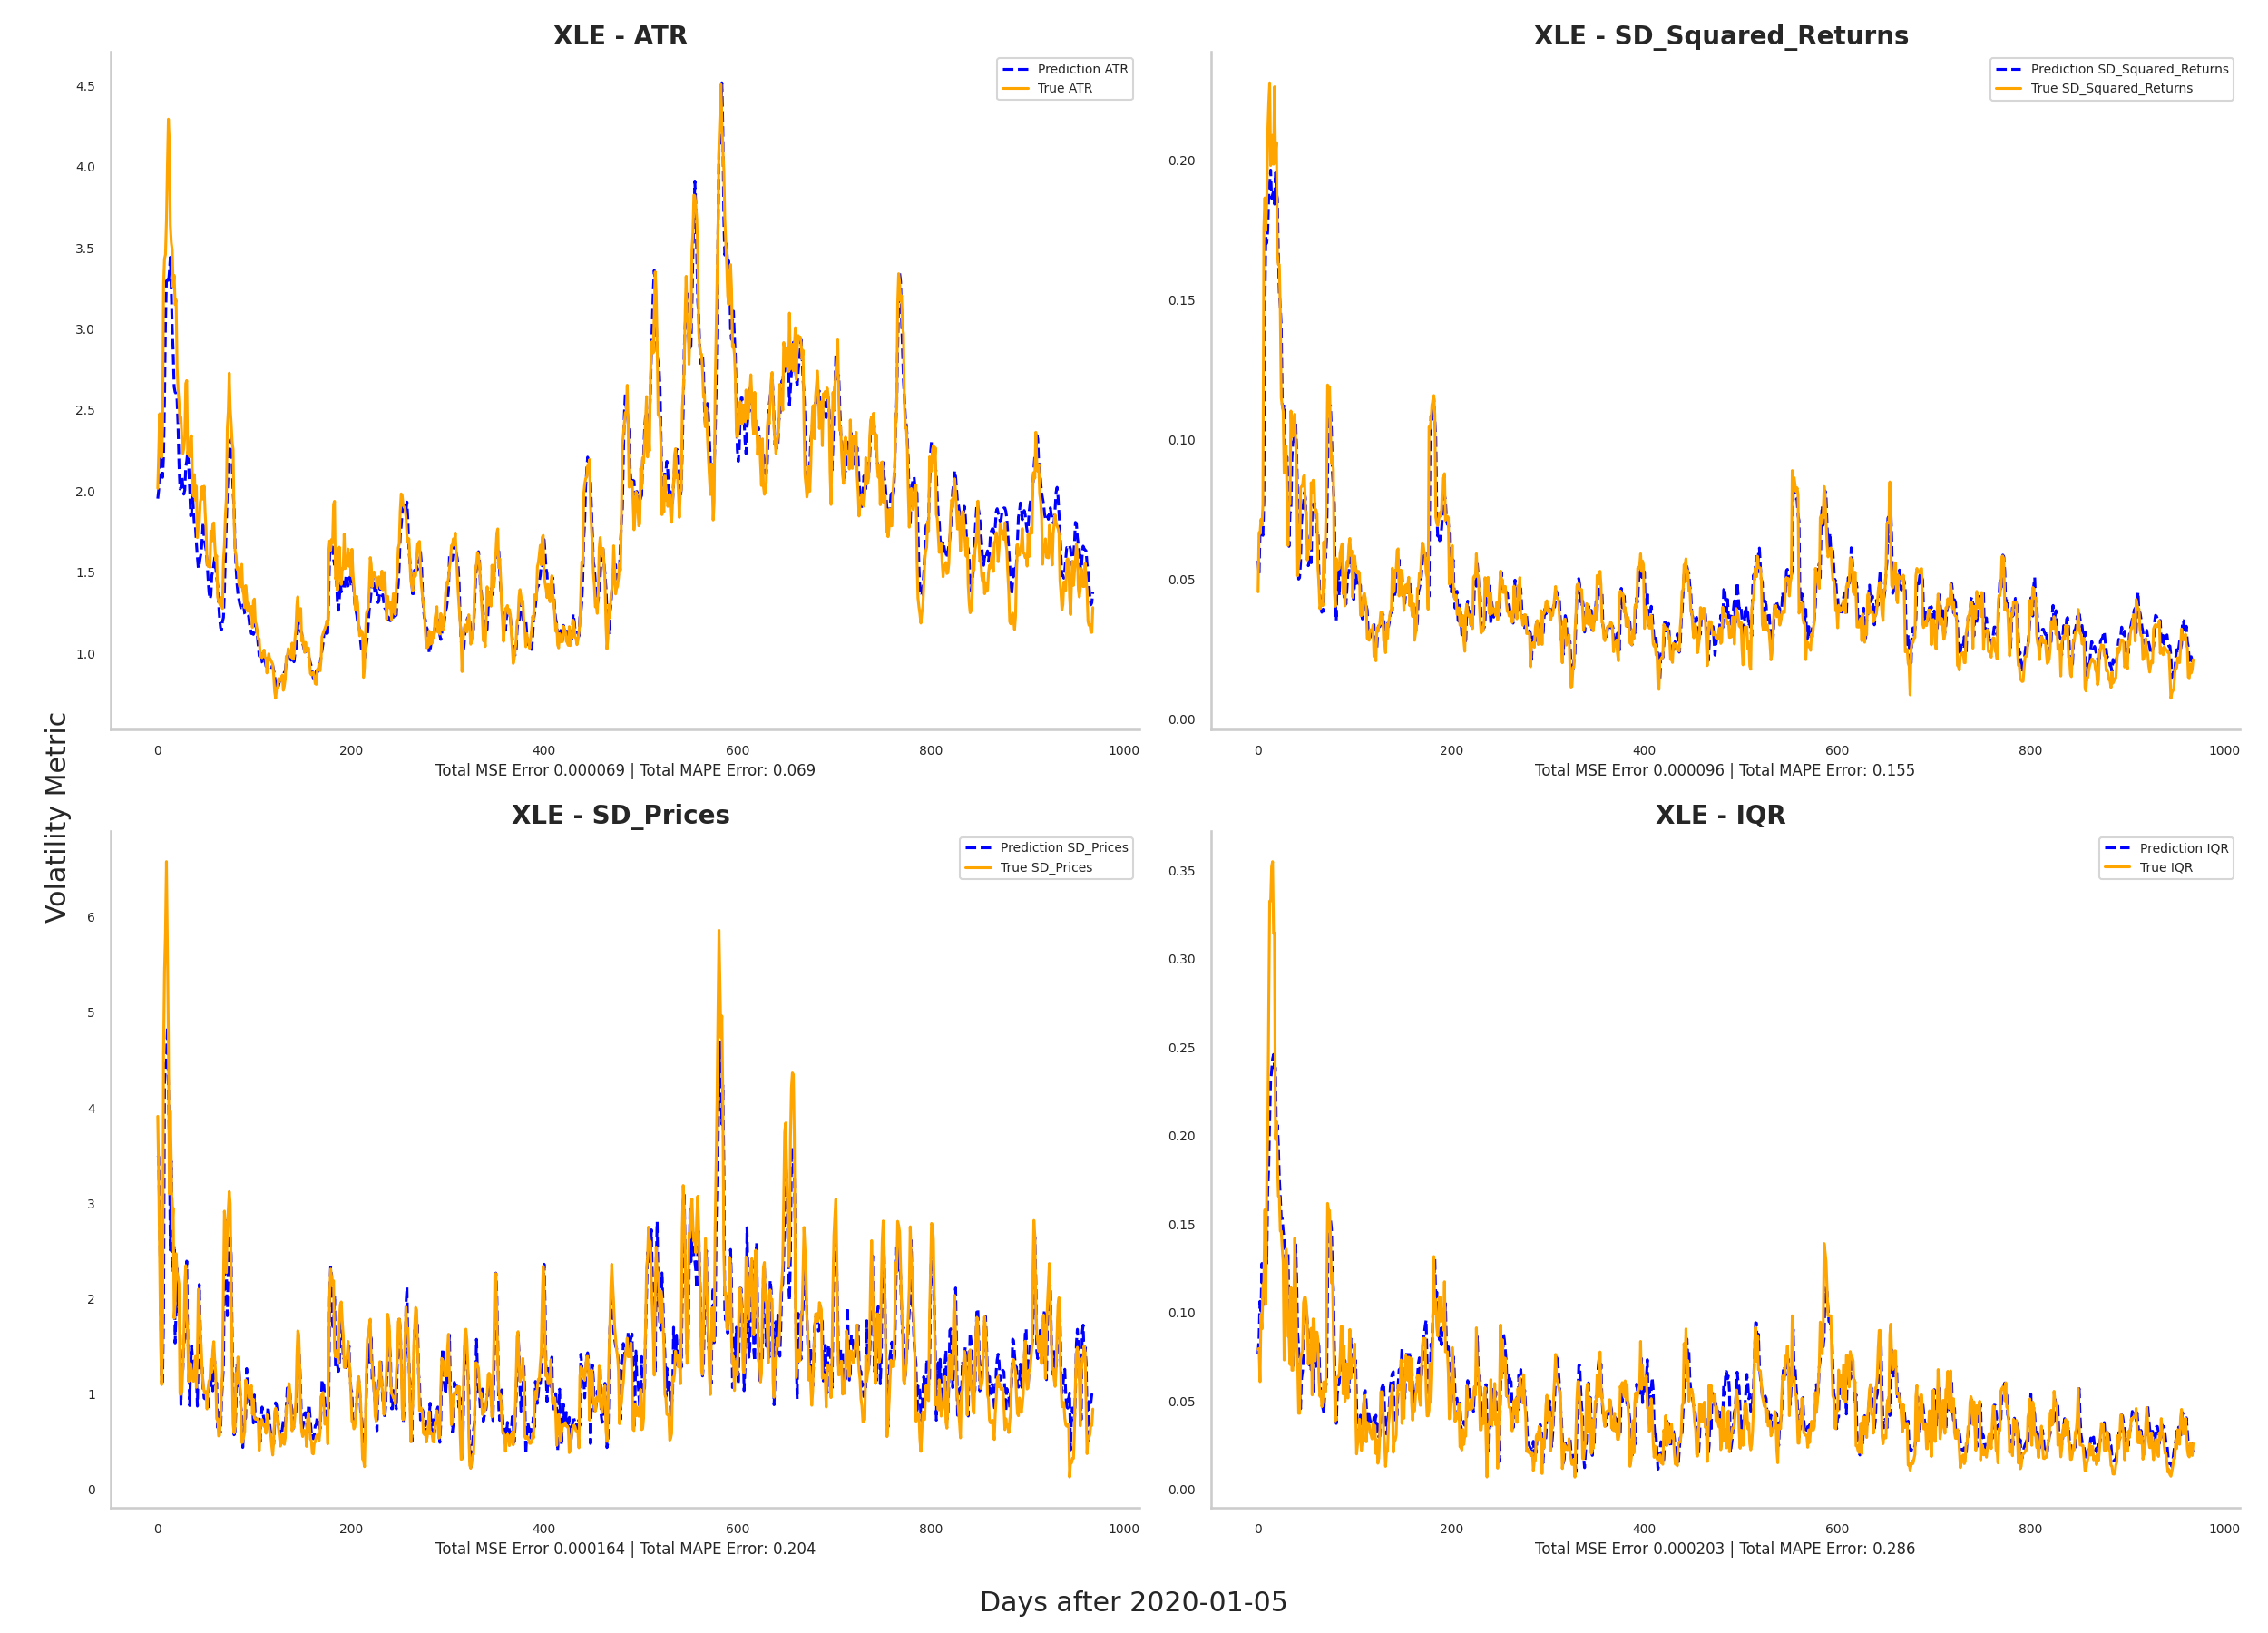 XLE - ATR
Prediction ATR
True ATR
4.5
4.0
3.5
3.0
2.5
2.0
1.5
1.0
0
200
400
600
800
1000
Total MSE Error 0.000069 | Total MAPE Error: 0.069
XLE - SD_Squared_Returns
Prediction SD_Squared_Returns
True SD_Squared_Returns
0.20
0.15
0.10
0.05
0.00
0
200
400
600
800
1000
Total MSE Error 0.000096 | Total MAPE Error: 0.155
Volatility Metric
XLE - SD_Prices
Prediction SD_Prices
True SD_Prices
6
5
4
3
2
1
0
0
200
400
600
800
1000
Total MSE Error 0.000164 | Total MAPE Error: 0.204
XLE - IQR
Prediction IQR
True IQR
0.35
0.30
0.25
0.20
0.15
0.10
0.05
0.00
0
200
400
600
800
1000
Total MSE Error 0.000203 | Total MAPE Error: 0.286
Days after 2020-01-05